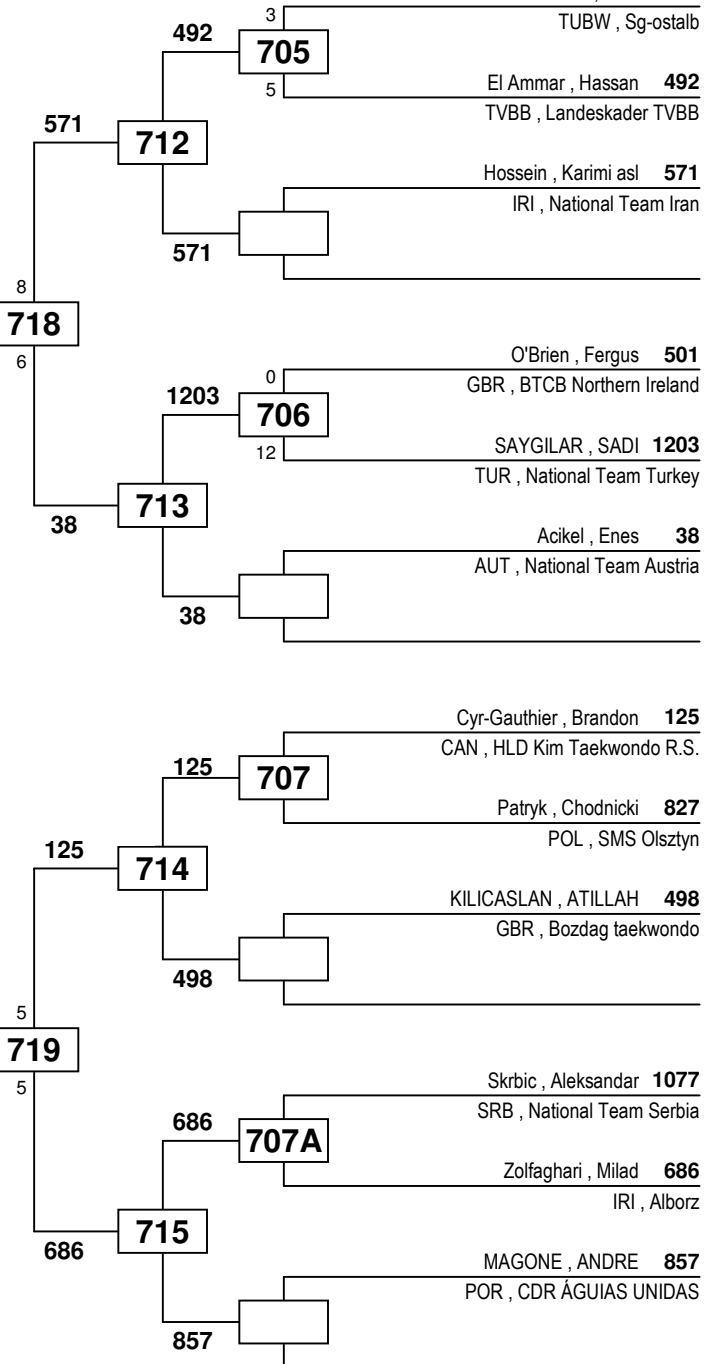 3
TUBW , Sg-ostalb
492
705
5
El Ammar , Hassan 492
TVBB , Landeskader TVBB
571
712
Hossein , Karimi asl 571
IRI , National Team Iran
571
8
718
6
O'Brien , Fergus 501
0
GBR , BTCB Northern Ireland
1203
706
12
SAYGILAR , SADI 1203
TUR , National Team Turkey
713
38
Acikel , Enes 38
AUT , National Team Austria
38
Cyr-Gauthier , Brandon 125
CAN , HLD Kim Taekwondo R.S.
125
707
Patryk , Chodnicki 827
POL , SMS Olsztyn
125
714
KILICASLAN , ATILLAH 498
GBR , Bozdag taekwondo
498
5
719
5
Skrbic , Aleksandar 1077
SRB , National Team Serbia
686
707A
Zolfaghari , Milad 686
IRI , Alborz
715
686
MAGONE , ANDRE 857
POR , CDR ÁGUIAS UNIDAS
857